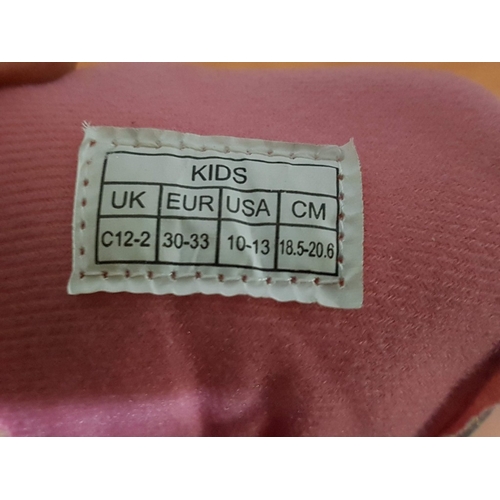 KIDS
UK EUR USA CM
C12-2 30-33 10-13 18.5-20.6